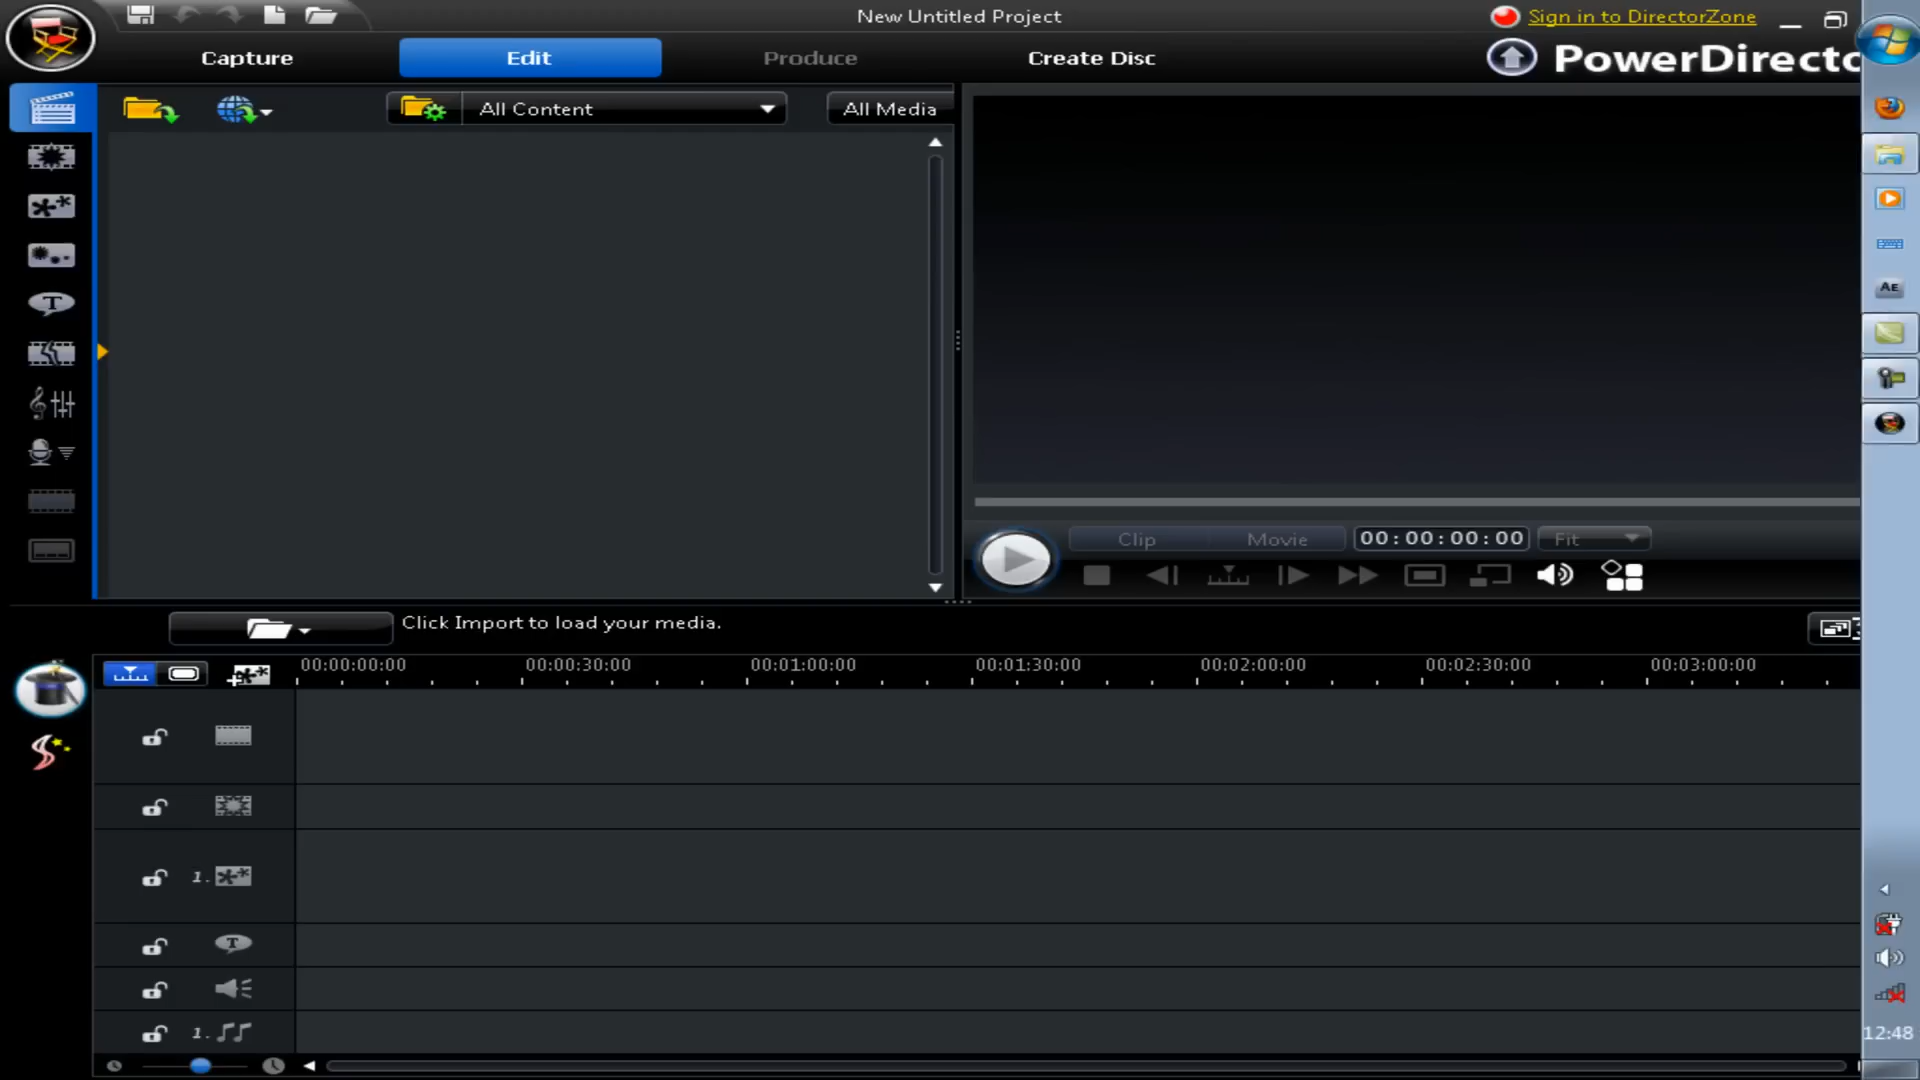 New Untitled Project
Sign in to DirectorZone
Capture
Edit
Produce
Create Disc
PowerDirecto
All Content
All Media
Clip
Movie
00:00:00:00
Fit
Click Import to load your media.
00:00:00:00
00:00:30:00
00:01:00:00
00:01:30:00
00:02:00:00
00:02:30:00
00:03:00:00
1.
T
1.
T
AE
12:48